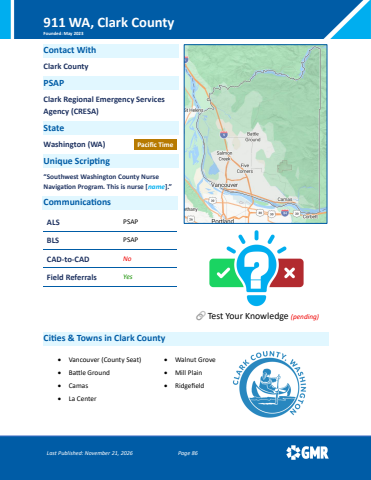 911 WA, Clark County
Founded: May 2023
Contact With
Clark County
PSAP
Clark Regional Emergency Services
Agency (CRESA)
State
Washington (WA)
Pacific Time
Unique Scripting
"Southwest Washington County Nurse
Navigation Program. This is nurse [name]."
Communications
ALS PSAP
BLS PSAP
CAD-to-CAD No
Field Referrals Yes
Battle
Ground
Salmon
Creek
Five
Corners
Vancouver
Camas
Portland
Corbett
Test Your Knowledge (pending)
Cities & Towns in Clark County
• Vancouver (County Seat)
• Battle Ground
• Camas
• La Center
• Walnut Grove
• Mill Plain
• Ridgefield
CLARK COUNTY, WASHINGTON
Last Published: November 21, 2026
Page 86
GMR